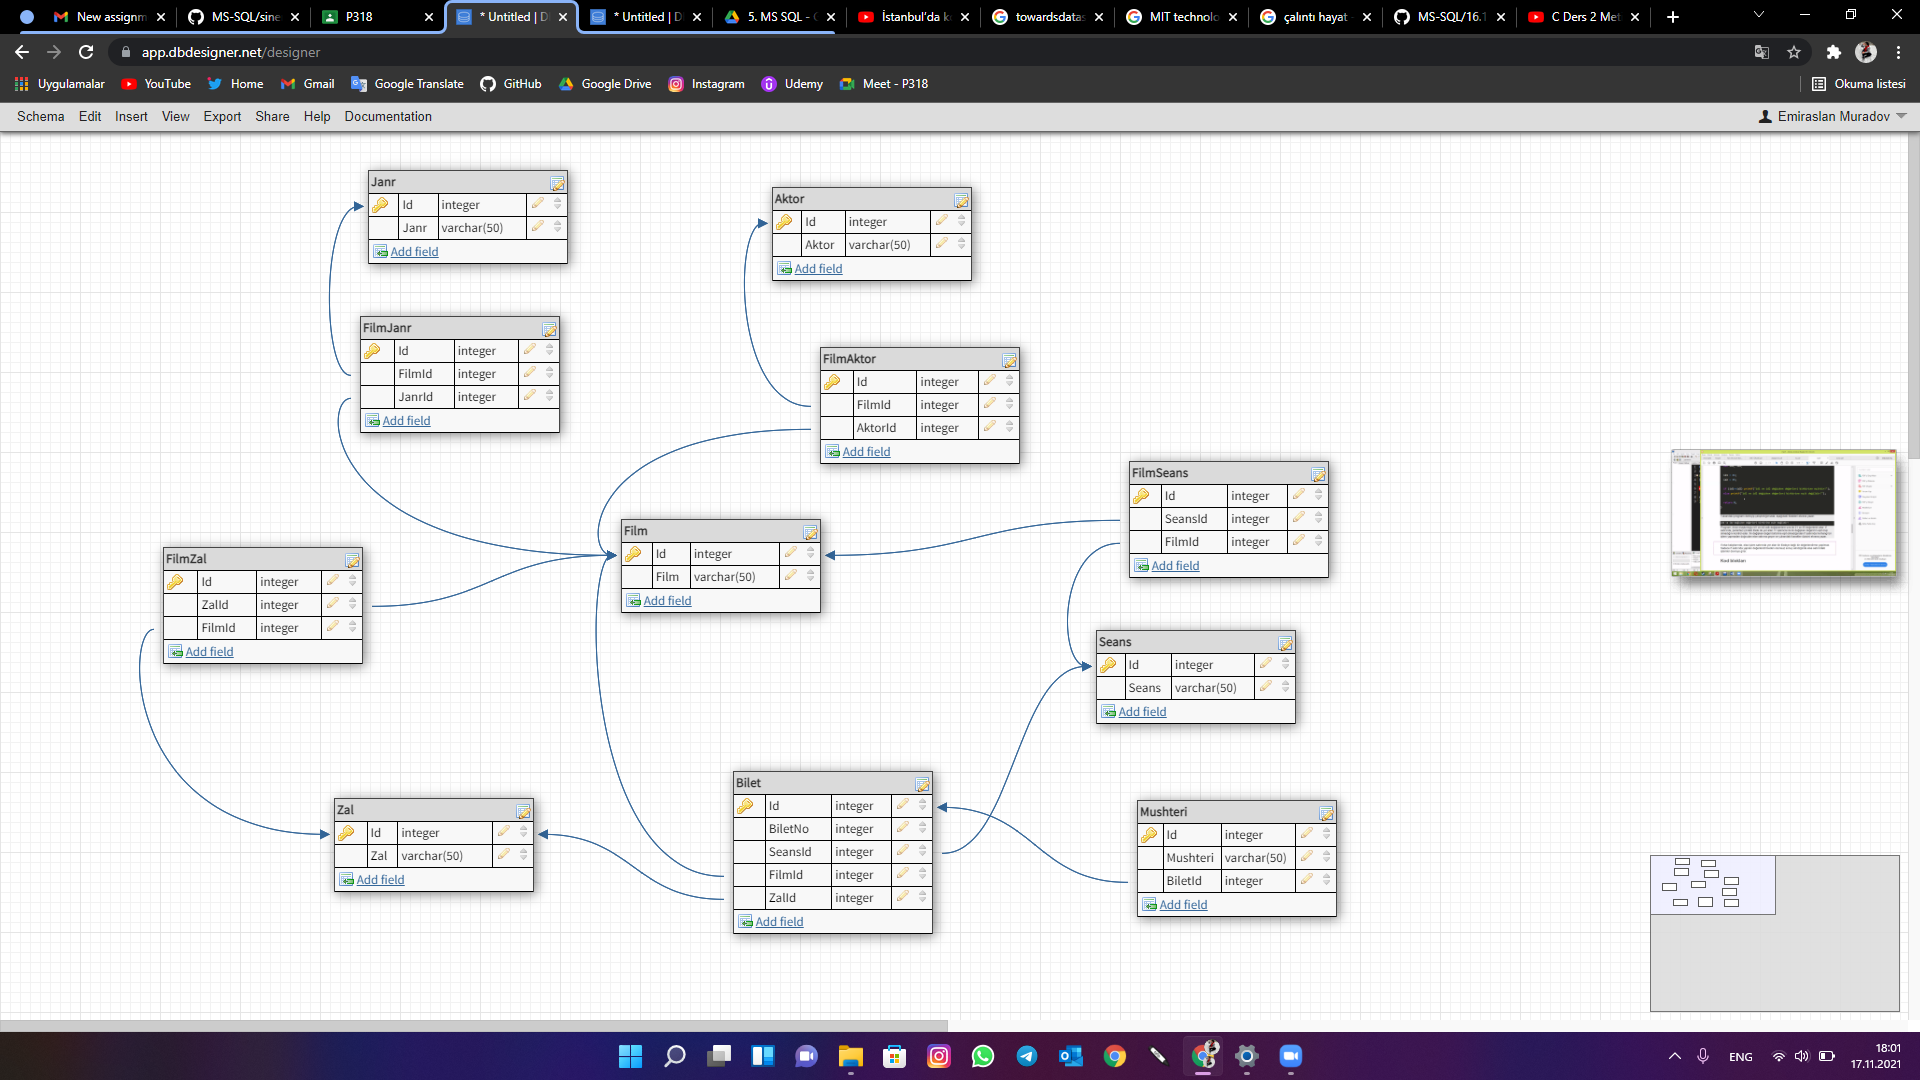 New assignm
MS-SQL/sine
P318
* Untitled | D
* Untitled | D
5. MS SQL - 
İstanbul'da k
towardsdatas
MIT technolo
çalıntı hayat
MS-SQL/16.1
C Ders 2 Met
app.dbdesigner.net/designer
Uygulamalar
YouTube
Home
Gmail
Google Translate
GitHub
Google Drive
Instagram
Udemy
Meet - P318
Okuma listesi
Schema Edit Insert View Export Share Help Documentation
Emiraslan Muradov
Janr
Id integer
Janr varchar(50)
Add field
Aktor
Id integer
Aktor varchar(50)
Add field
FilmJanr
Id integer
FilmId integer
JanrId integer
Add field
FilmAktor
Id integer
FilmId integer
AktorId integer
Add field
FilmSeans
Id integer
SeansId integer
FilmId integer
Add field
Film
Id integer
Film varchar(50)
Add field
FilmZal
Id integer
ZalId integer
FilmId integer
Add field
Seans
Id integer
Seans varchar(50)
Add field
Bilet
Id integer
BiletNo integer
SeansId integer
FilmId integer
ZalId integer
Add field
Zal
Id integer
Zal varchar(50)
Add field
Mushteri
Id integer
Mushteri varchar(50)
BiletId integer
Add field
ENG
18:01
17.11.2021